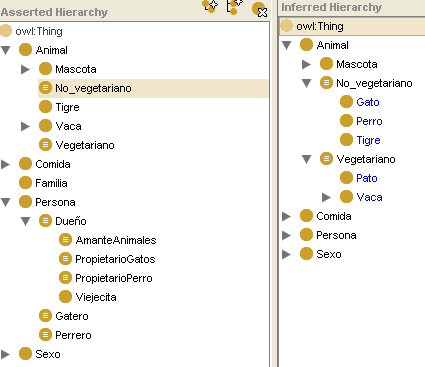 Asserted Hierarchy
owl:Thing
Animal
Mascota
No_vegetariano
Tigre
Vaca
Vegetariano
Comida
Familia
Persona
Dueño
AmanteAnimales
PropietarioGatos
PropietarioPerro
Viejecita
Gatero
Perrero
Sexo
Inferred Hierarchy
owl:Thing
Animal
Mascota
No_vegetariano
Gato
Perro
Tigre
Vegetariano
Pato
Vaca
Comida
Persona
Sexo